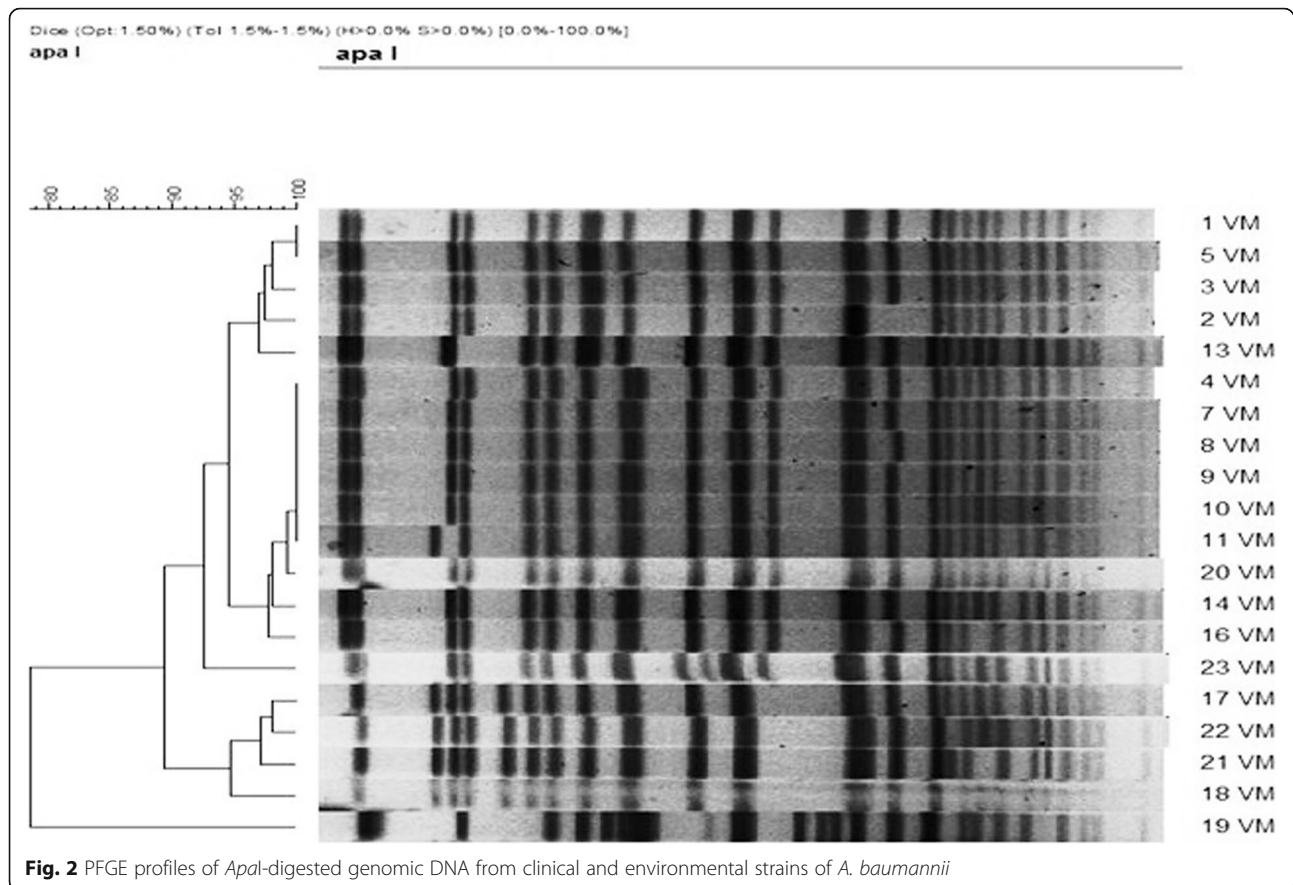 Dice (Opt:1.50%) (Tol 1.5%-1.5%) (H>0.0% S>0.0%) [0.0%-100.0%]
apa I
apa I
80 85 90 95 100
1 VM
5 VM
3 VM
2 VM
13 VM
4 VM
7 VM
8 VM
9 VM
10 VM
11 VM
20 VM
14 VM
16 VM
23 VM
17 VM
22 VM
21 VM
18 VM
19 VM
Fig. 2 PFGE profiles of ApaI-digested genomic DNA from clinical and environmental strains of A. baumannii